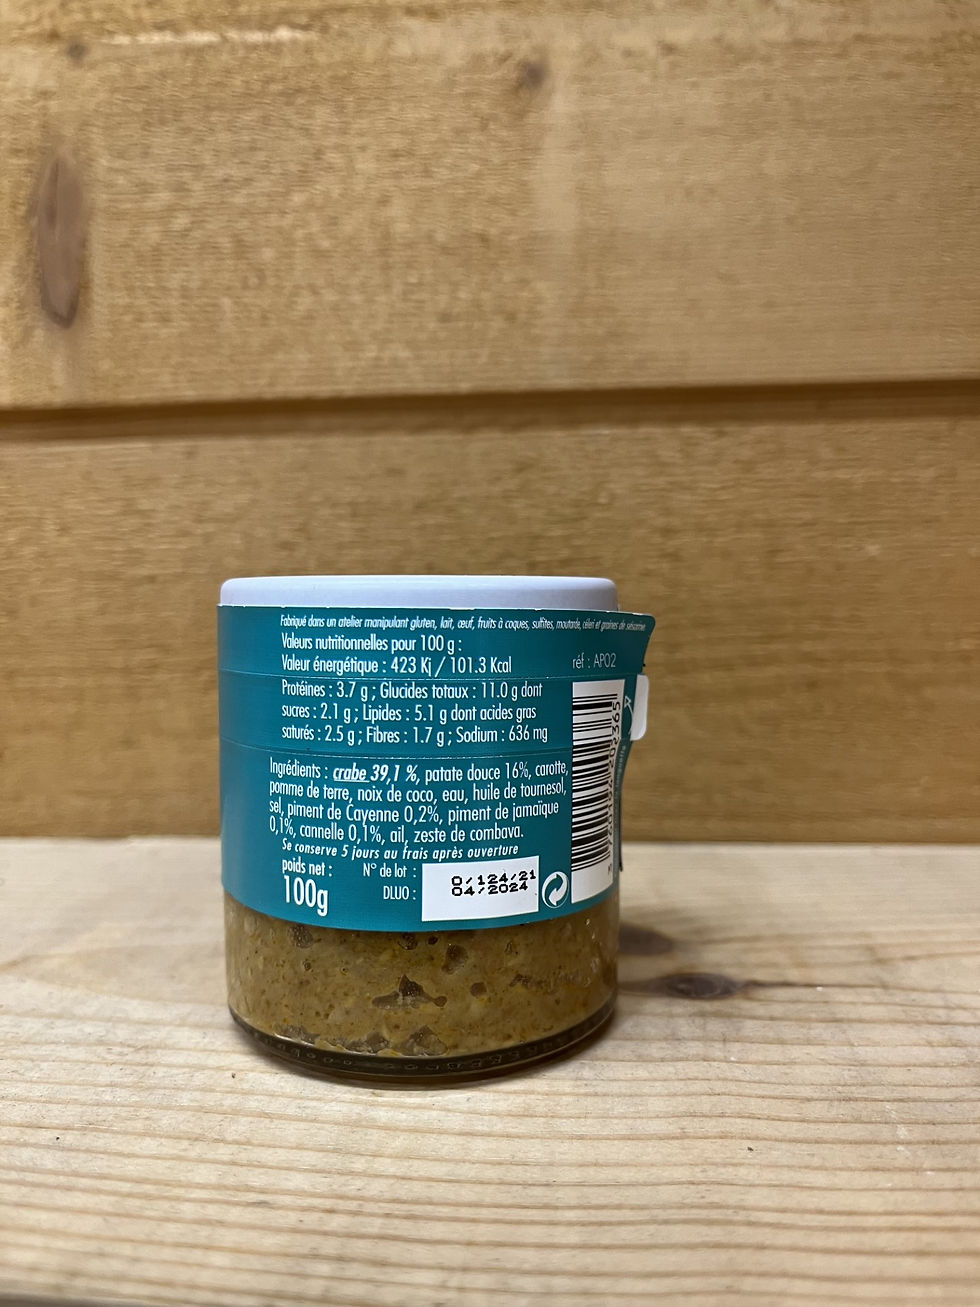 Fabriqué dans un atelier manipulant gluten, lait, œuf, fruits à coques, sulfites, moutarde, céleri et graines de sésame
Valeurs nutritionnelles pour 100 g :
Valeur énergétique : 423 Kj / 101.3 Kcal
réf : AP02
Protéines : 3.7 g ; Glucides totaux : 11.0 g dont
sucres : 2.1 g ; Lipides : 5.1 g dont acides gras
saturés : 2.5 g ; Fibres : 1.7 g ; Sodium : 636 mg
Ingrédients : crabe 39,1 %, patate douce 16%, carotte,
pomme de terre, noix de coco, eau, huile de tournesol,
sel, piment de Cayenne 0,2%, piment de jamaïque
0,1%, cannelle 0,1%, ail, zeste de combava.
Se conserve 5 jours au frais après ouverture
poids net :
100g
N° de lot :
DLUO :
0/124/21
04/2024